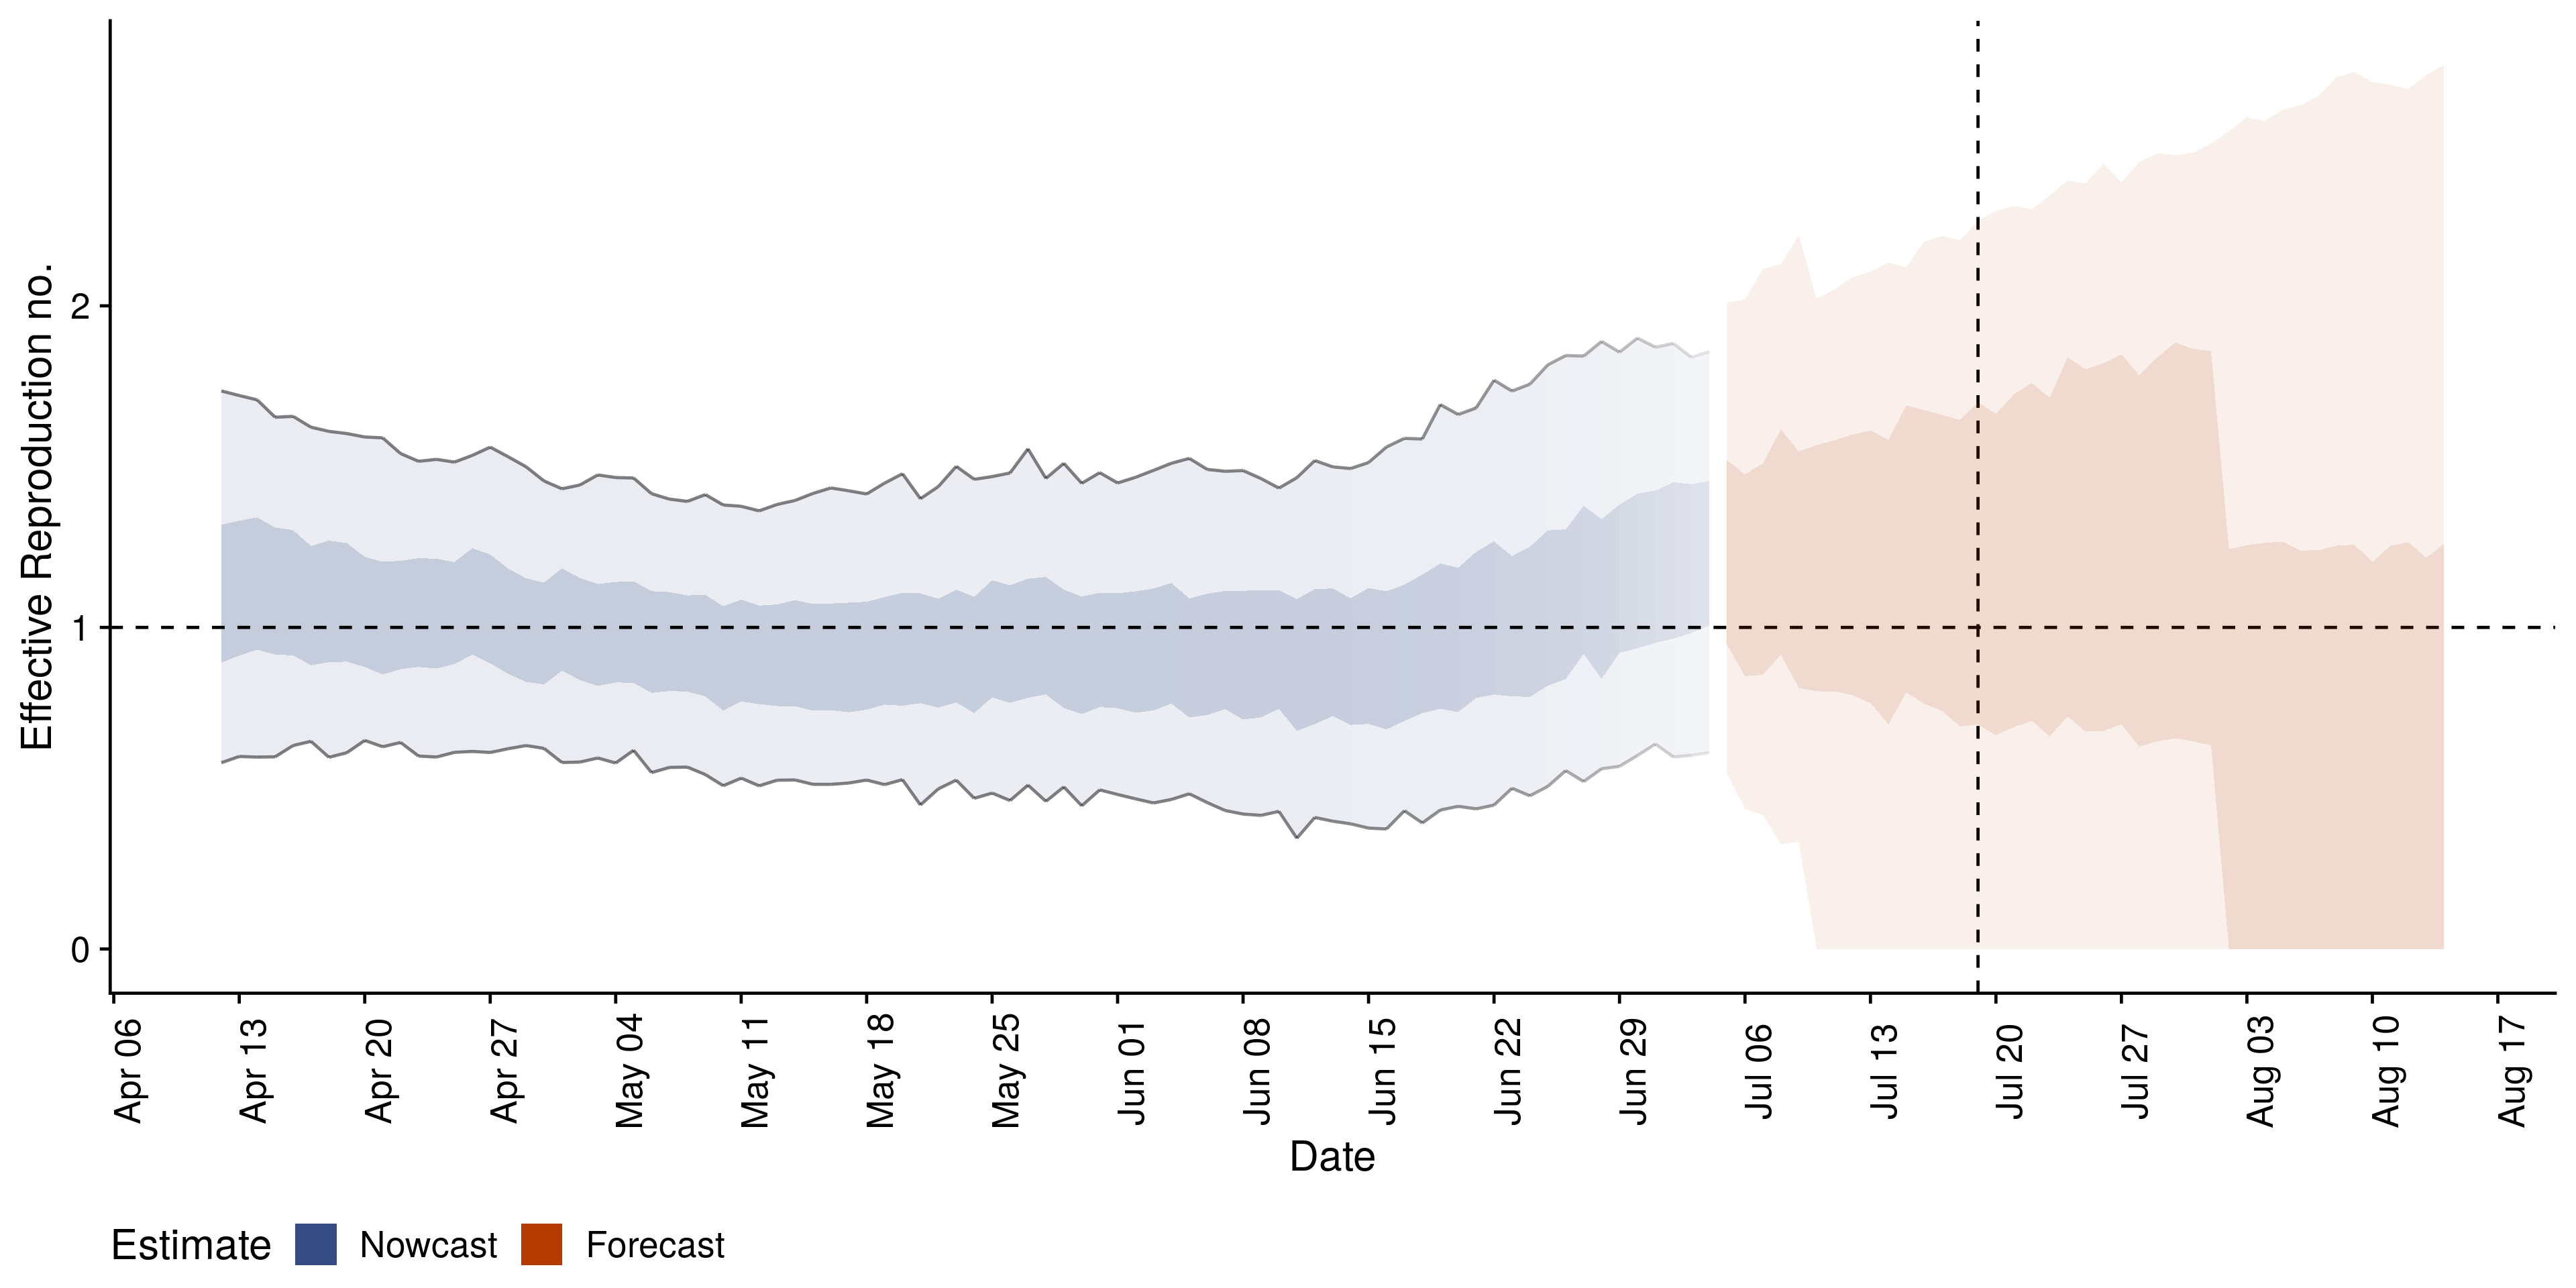 Effective Reproduction no.
2
1
0
Apr 06
Apr 13
Apr 20
Apr 27
May 04
May 11
May 18
May 25
Jun 01
Jun 08
Jun 15
Jun 22
Jun 29
Jul 06
Jul 13
Jul 20
Jul 27
Aug 03
Aug 10
Aug 17
Date
Estimate Nowcast Forecast